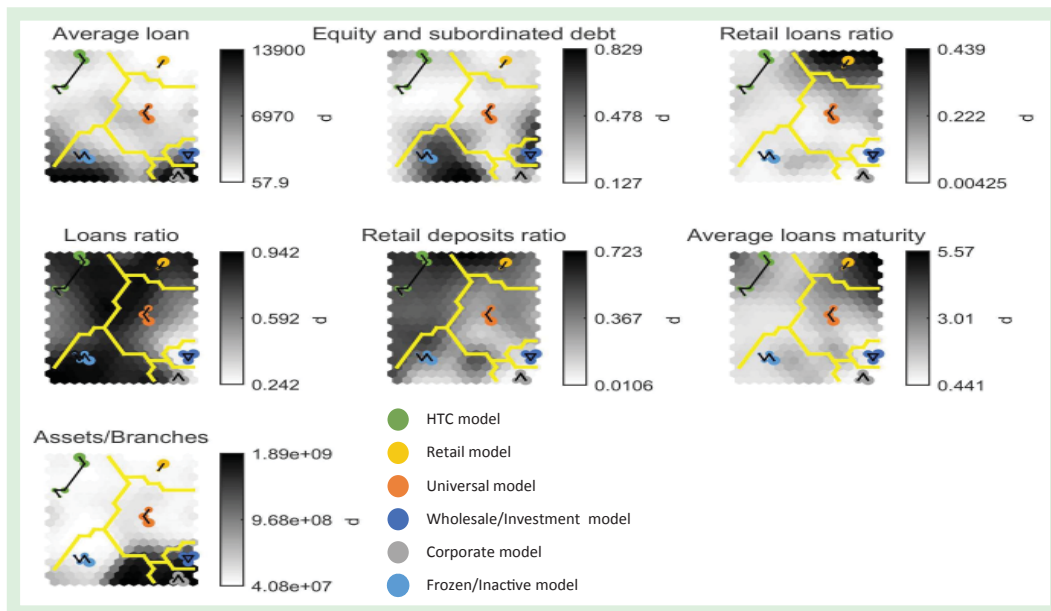 Average loan
13900
6970
57.9
d
Equity and subordinated debt
0.829
0.478
0.127
d
Retail loans ratio
0.439
0.222
0.00425
d
Loans ratio
0.942
0.592
0.242
d
Retail deposits ratio
0.723
0.367
0.0106
d
Average loans maturity
5.57
3.01
0.441
d
Assets/Branches
1.89e+09
9.68e+08
4.08e+07
d
HTC model
Retail model
Universal model
Wholesale/Investment model
Corporate model
Frozen/Inactive model